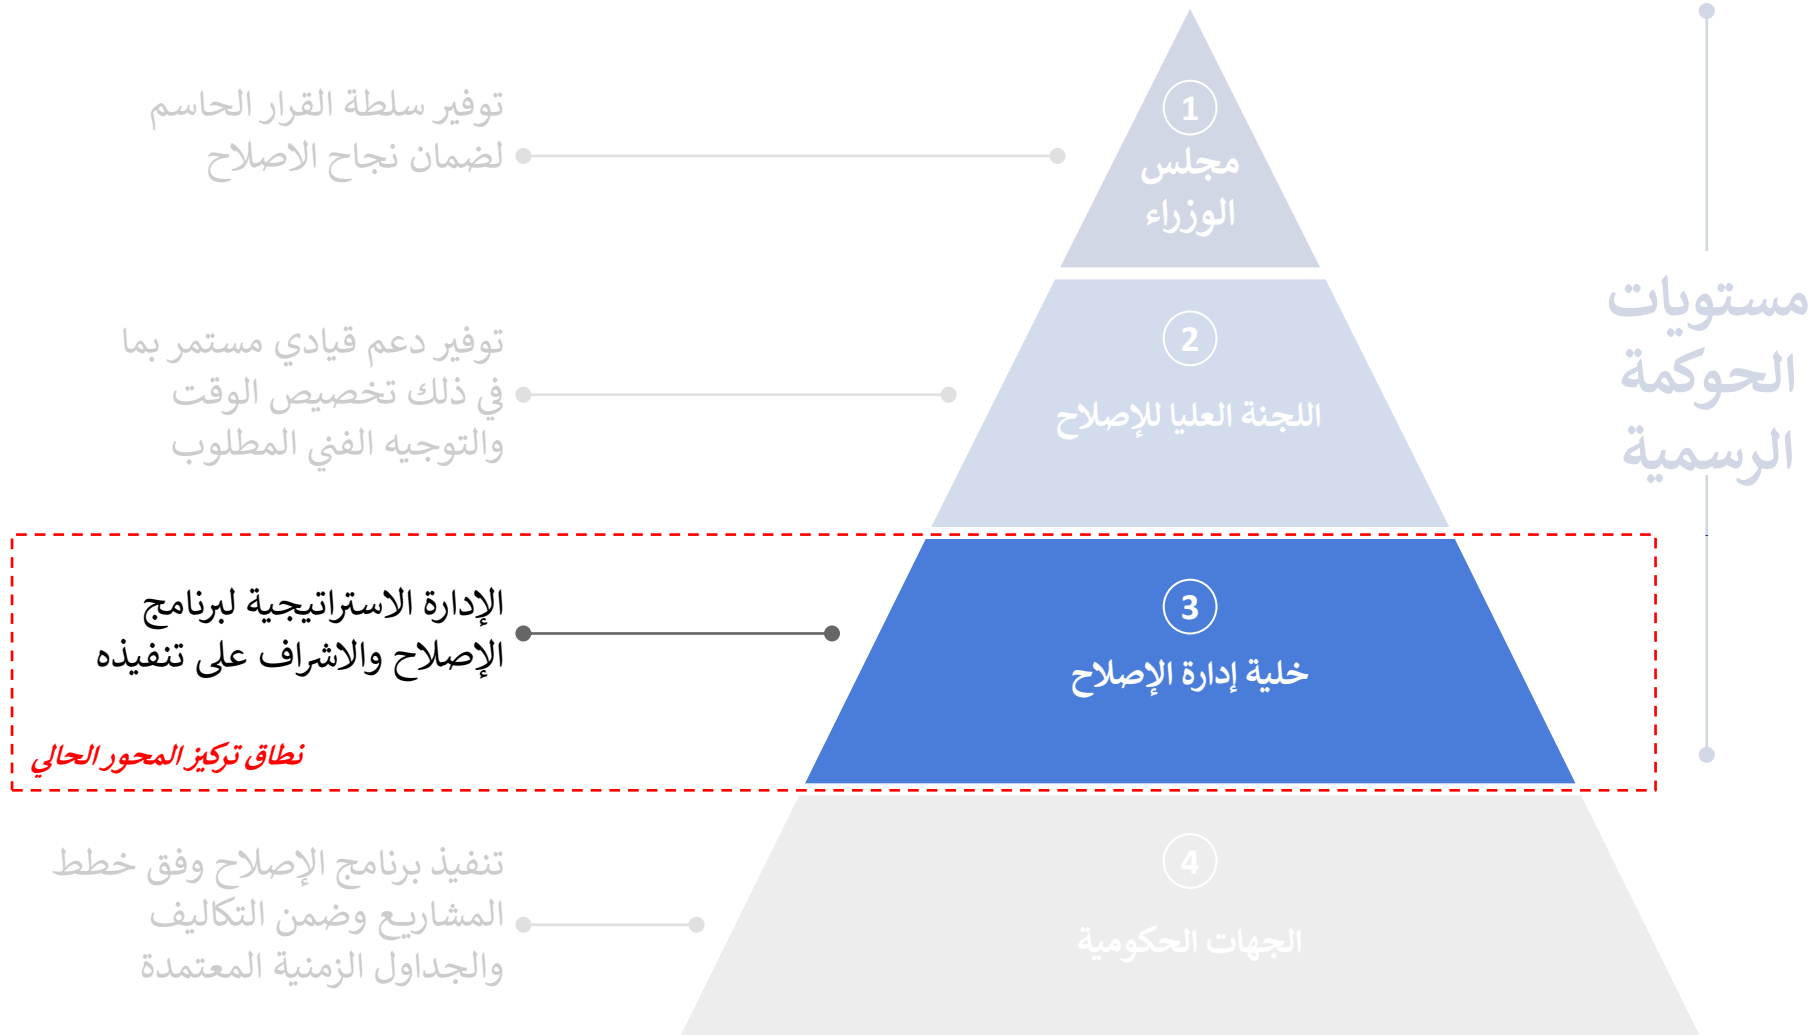 مستويات
الحوكمة
الرسمية
1
مجلس
الوزراء
توفير سلطة القرار الحاسم
لضمان نجاح الاصلاح
2
اللجنة العليا للإصلاح
توفير دعم قيادي مستمر بما
في ذلك تخصيص الوقت
والتوجيه الفني المطلوب
3
خلية إدارة الإصلاح
الإدارة الاستراتيجية لبرنامج
الإصلاح والاشراف على تنفيذه
نطاق تركيز المحور الحالي
4
الجهات الحكومية
تنفيذ برنامج الإصلاح وفق خطط
المشاريع وضمن التكاليف
والجداول الزمنية المعتمدة